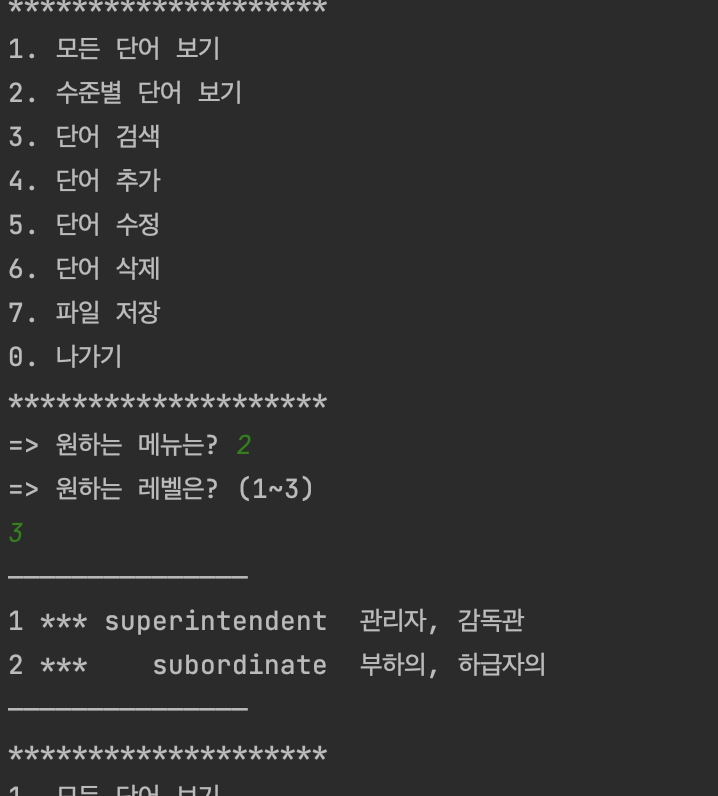 ********************
1. 모든 단어 보기
2. 수준별 단어 보기
3. 단어 검색
4. 단어 추가
5. 단어 수정
6. 단어 삭제
7. 파일 저장
0. 나가기
********************
=> 원하는 메뉴는? 2
=> 원하는 레벨은? (1~3)
3
_______________
1 *** superintendent  관리자, 감독관
2 ***    subordinate  부하의, 하급자의
_______________
********************
1. 모든 단어 보기